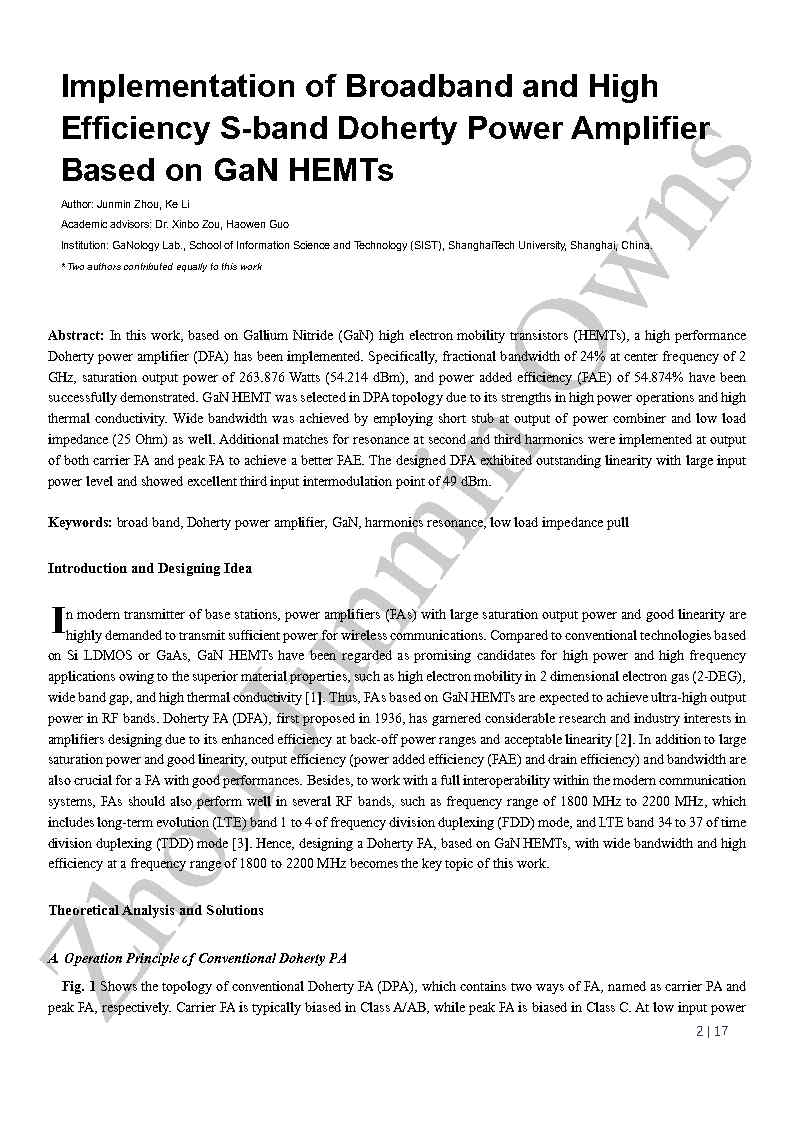 Implementation of Broadband and High
Efficiency S-band Doherty Power Amplifier
Based on GaN HEMTs
Author: Junmin Zhou, Ke Li
Academic advisors: Dr. Xinbo Zou, Haowen Guo
Institution: GaNology Lab., School of Information Science and Technology (SIST), ShanghaiTech University, Shanghai, China.
* Two authors contributed equally to this work
Abstract: In this work, based on Gallium Nitride (GaN) high electron mobility transistors (HEMTs), a high performance
Doherty power amplifier (DPA) has been implemented. Specifically, fractional bandwidth of 24% at center frequency of 2
GHz, saturation output power of 263.876 Watts (54.214 dBm), and power added efficiency (PAE) of 54.874% have been
successfully demonstrated. GaN HEMT was selected in DPA topology due to its strengths in high power operations and high
thermal conductivity. Wide bandwidth was achieved by employing short stub at output of power combiner and low load
impedance (25 Ohm) as well. Additional matches for resonance at second and third harmonics were implemented at output
of both carrier PA and peak PA to achieve a better PAE. The designed DPA exhibited outstanding linearity with large input
power level and showed excellent third input intermodulation point of 49 dBm.
Keywords: broad band, Doherty power amplifier, GaN, harmonics resonance, low load impedance pull
Introduction and Designing Idea
In modern transmitter of base stations, power amplifiers (PAs) with large saturation output power and good linearity are
highly demanded to transmit sufficient power for wireless communications. Compared to conventional technologies based
on Si LDMOS or GaAs, GaN HEMTs have been regarded as promising candidates for high power and high frequency
applications owing to the superior material properties, such as high electron mobility in 2 dimensional electron gas (2-DEG),
wide band gap, and high thermal conductivity [1]. Thus, PAs based on GaN HEMTs are expected to achieve ultra-high output
power in RF bands. Doherty PA (DPA), first proposed in 1936, has garnered considerable research and industry interests in
amplifiers designing due to its enhanced efficiency at back-off power ranges and acceptable linearity [2]. In addition to large
saturation power and good linearity, output efficiency (power added efficiency (PAE) and drain efficiency) and bandwidth are
also crucial for a PA with good performances. Besides, to work with a full interoperability within the modern communication
systems, PAs should also perform well in several RF bands, such as frequency range of 1800 MHz to 2200 MHz, which
includes long-term evolution (LTE) band 1 to 4 of frequency division duplexing (FDD) mode, and LTE band 34 to 37 of time
division duplexing (TDD) mode [3]. Hence, designing a Doherty PA, based on GaN HEMTs, with wide bandwidth and high
efficiency at a frequency range of 1800 to 2200 MHz becomes the key topic of this work.
Theoretical Analysis and Solutions
A. Operation Principle of Conventional Doherty PA
Fig. 1 Shows the topology of conventional Doherty PA (DPA), which contains two ways of PA, named as carrier PA and
peak PA, respectively. Carrier PA is typically biased in Class A/AB, while peak PA is biased in Class C. At low input power
2 | 17
Zhou Junmin Owns